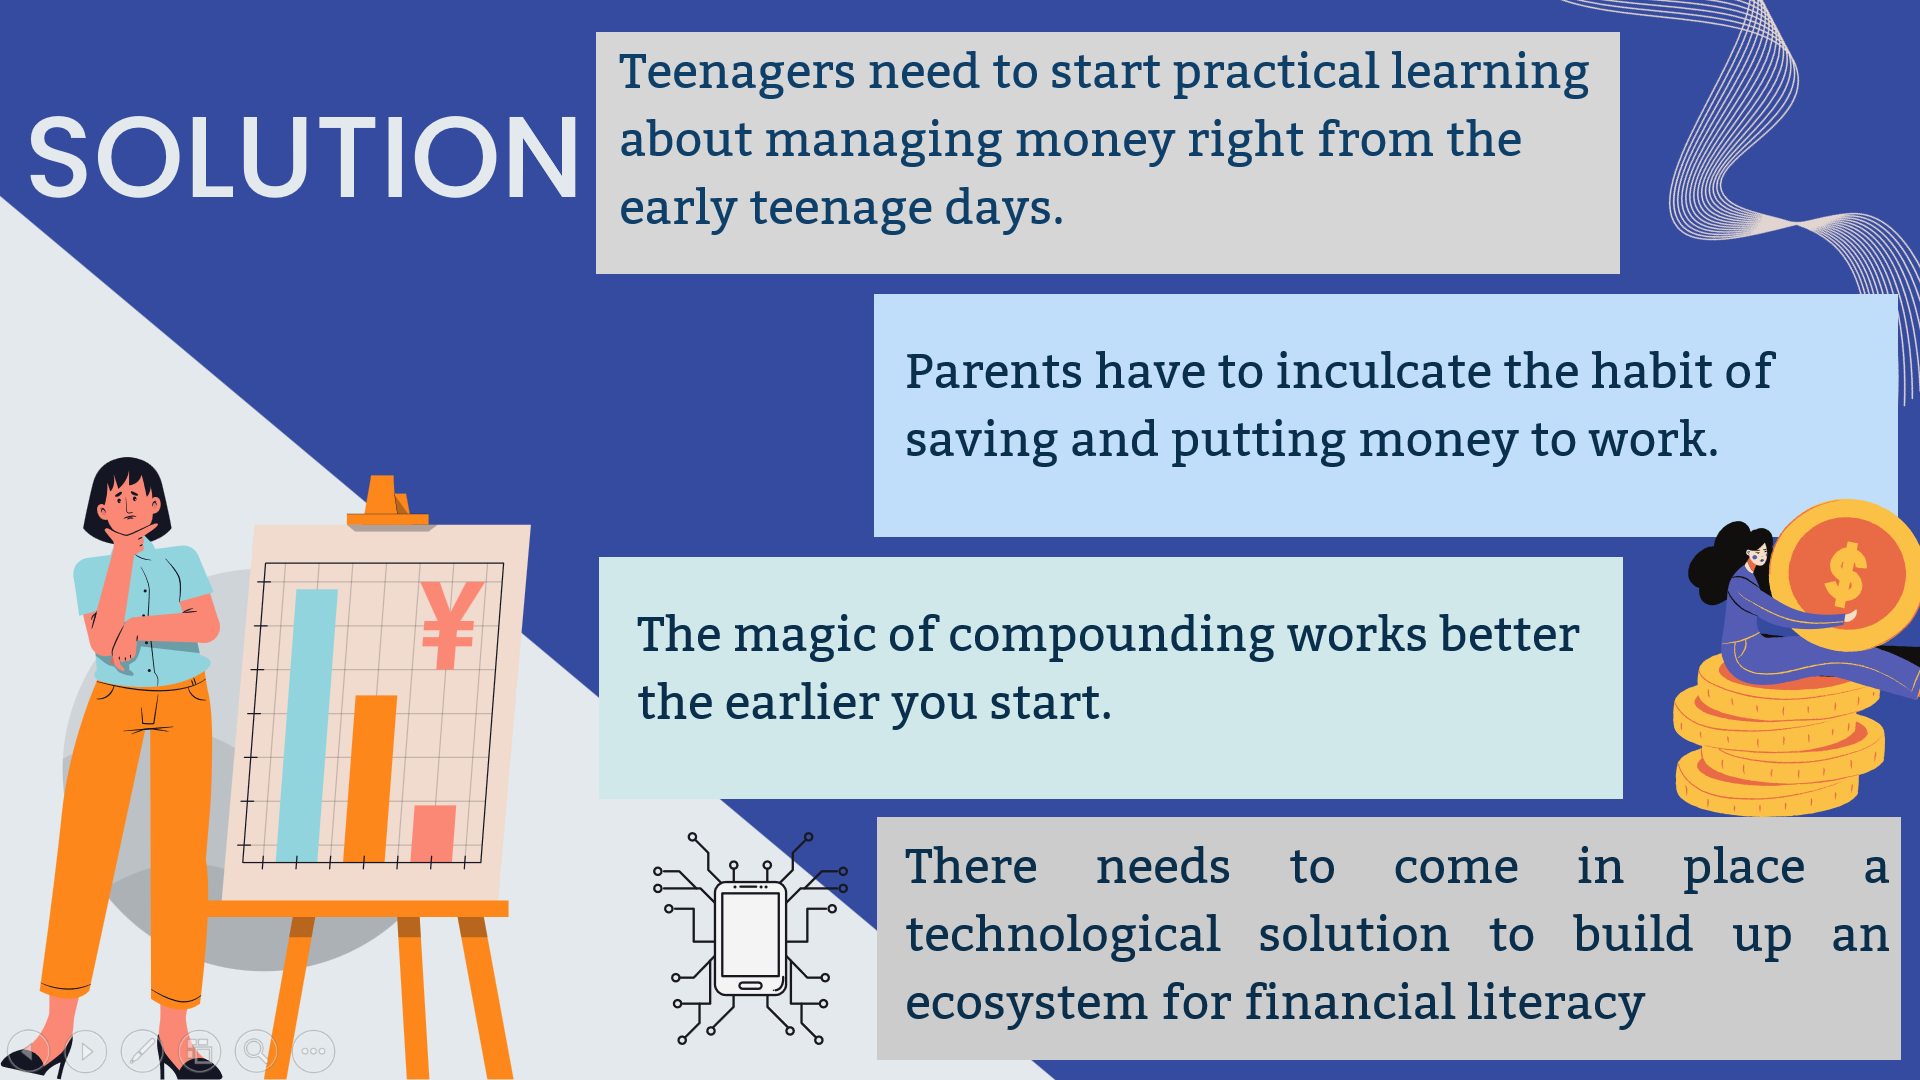 SOLUTION
Teenagers need to start practical learning
about managing money right from the
early teenage days.
Parents have to inculcate the habit of
saving and putting money to work.
¥
$
The magic of compounding works better
the earlier you start.
There needs to come in place a
technological solution to build up an
ecosystem for financial literacy